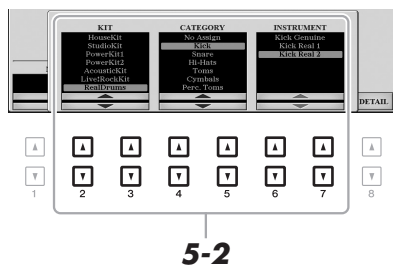 KIT CATEGORY INSTRUMENT
HouseKit No Assign Kick Genuine
StudioKit Kick Kick Real 1
PowerKit1 Snare Kick Real 2
PowerKit2 Hi-Hats
AcousticKit Toms
Live!RockKit Cymbals
RealDrums Perc. Toms
DETAIL
1 2 3 4 5 6 7 8
5-2